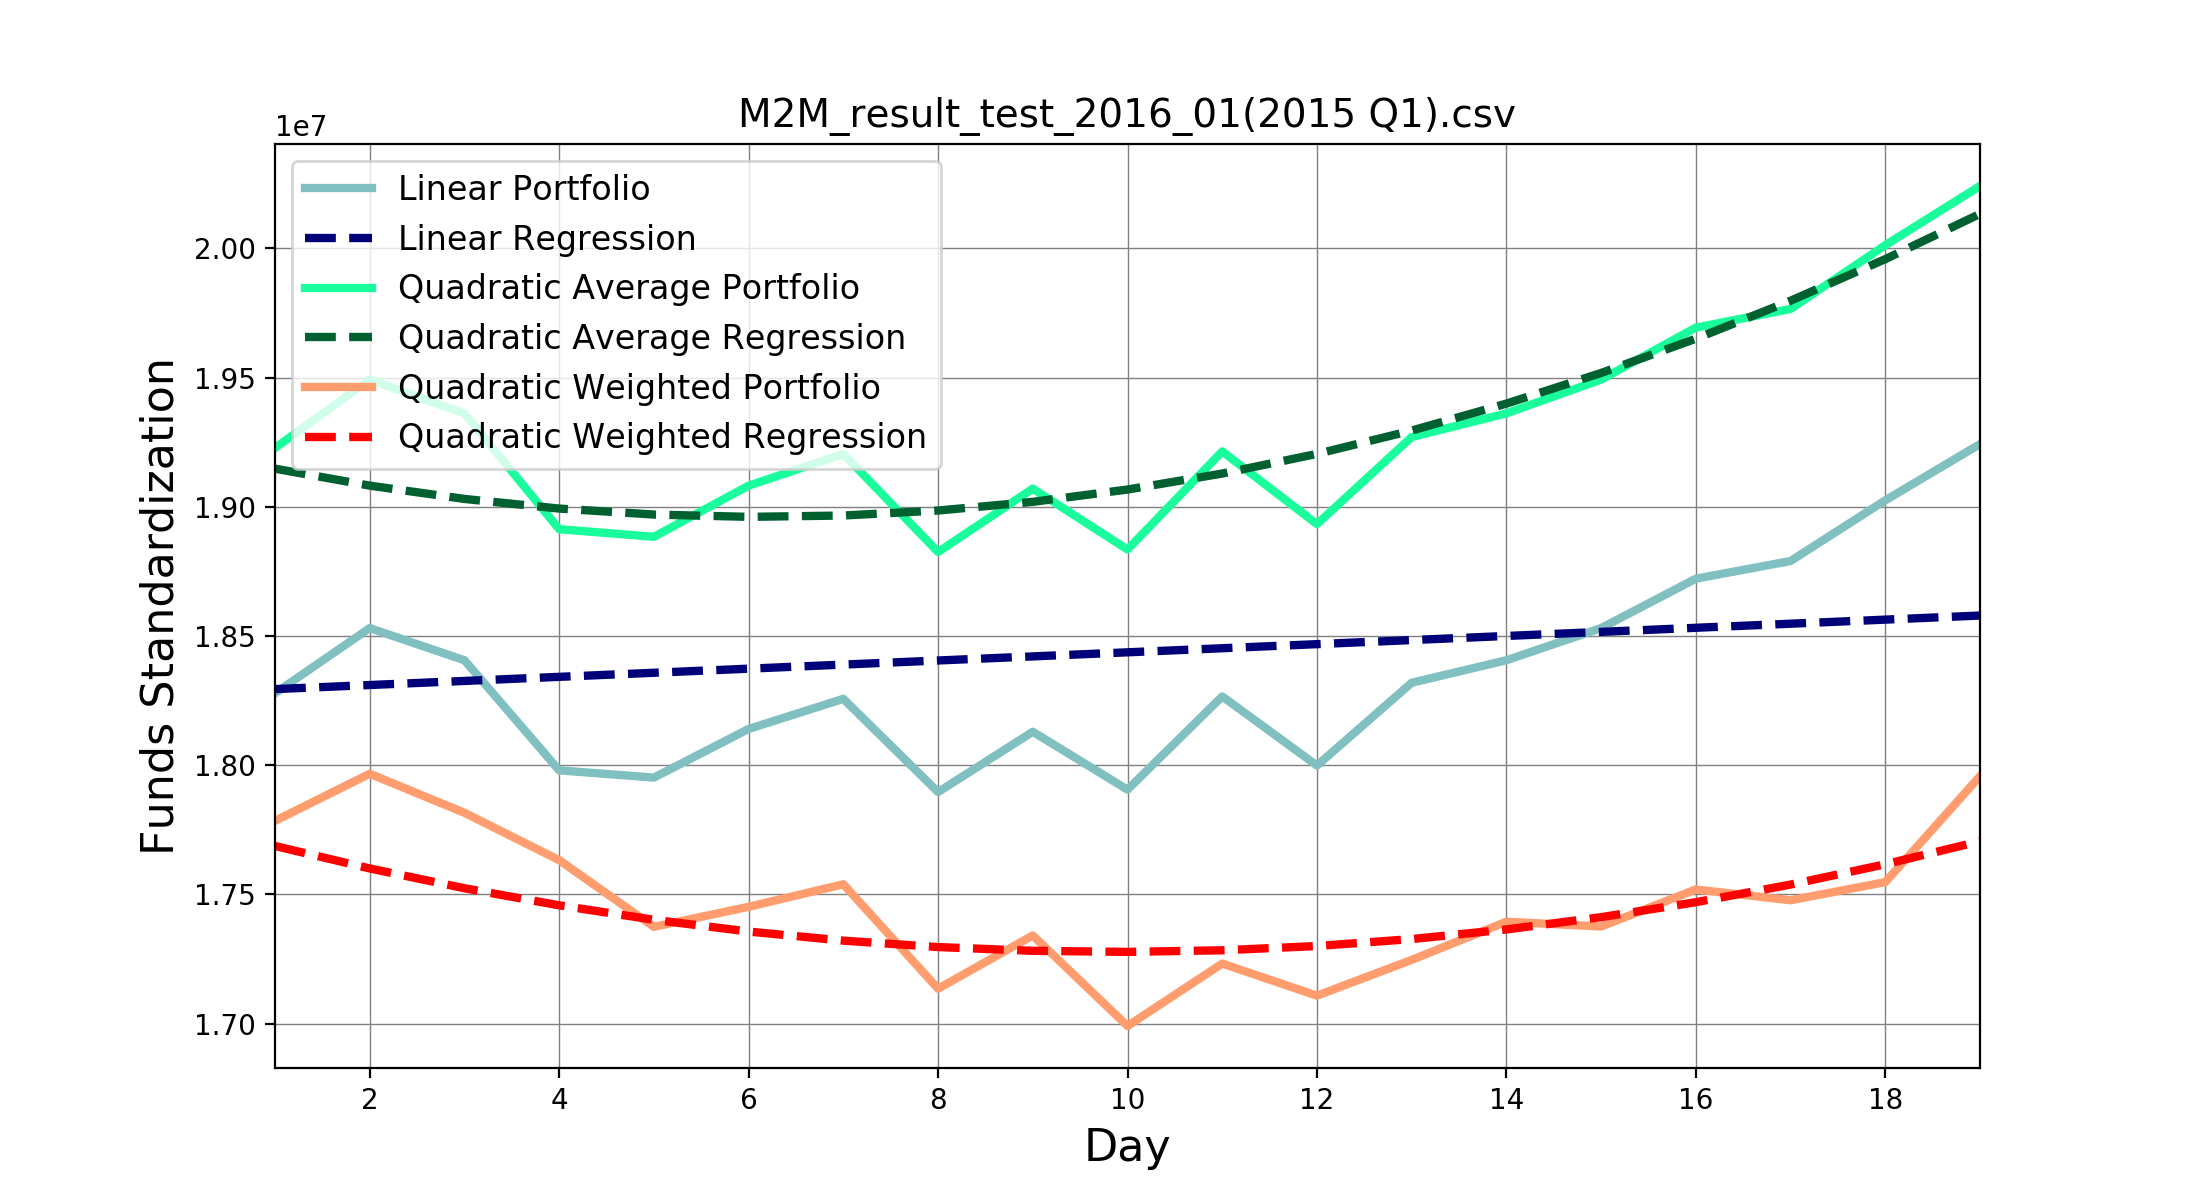 M2M_result_test_2016_01(2015 Q1).csv
1e7
Linear Portfolio
Linear Regression
Quadratic Average Portfolio
Quadratic Average Regression
Quadratic Weighted Portfolio
Quadratic Weighted Regression
Funds Standardization
2.00
1.95
1.90
1.85
1.80
1.75
1.70
2 4 6 8 10 12 14 16 18
Day